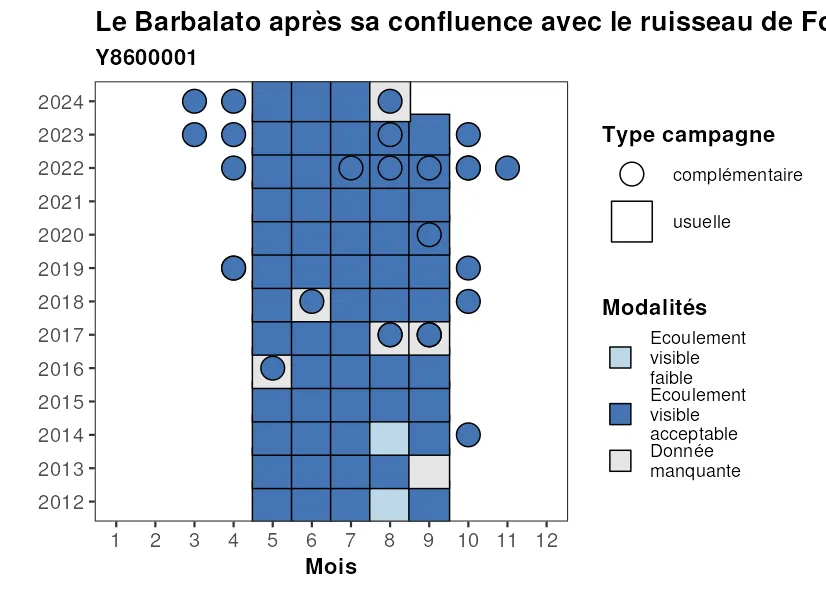 Le Barbalato après sa confluence avec le ruisseau de Fo
Y8600001
2024
2023
2022
2021
2020
2019
2018
2017
2016
2015
2014
2013
2012
1 2 3 4 5 6 7 8 9 10 11 12
Mois
Type campagne
complémentaire
usuelle
Modalités
Ecoulement
visible
faible
Ecoulement
visible
acceptable
Donnée
manquante